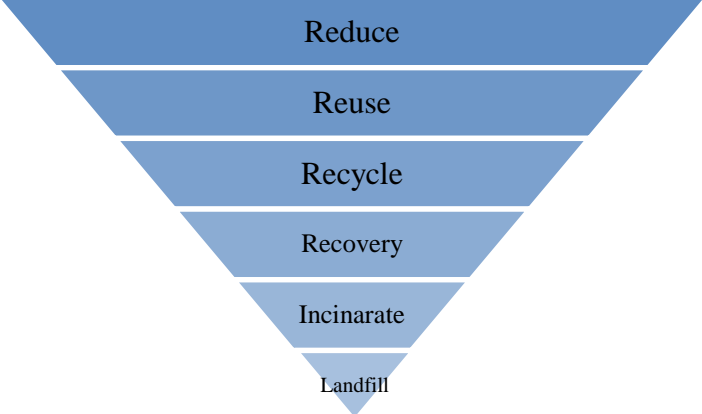 Reduce
Reuse
Recycle
Recovery
Incinarate
Landfill